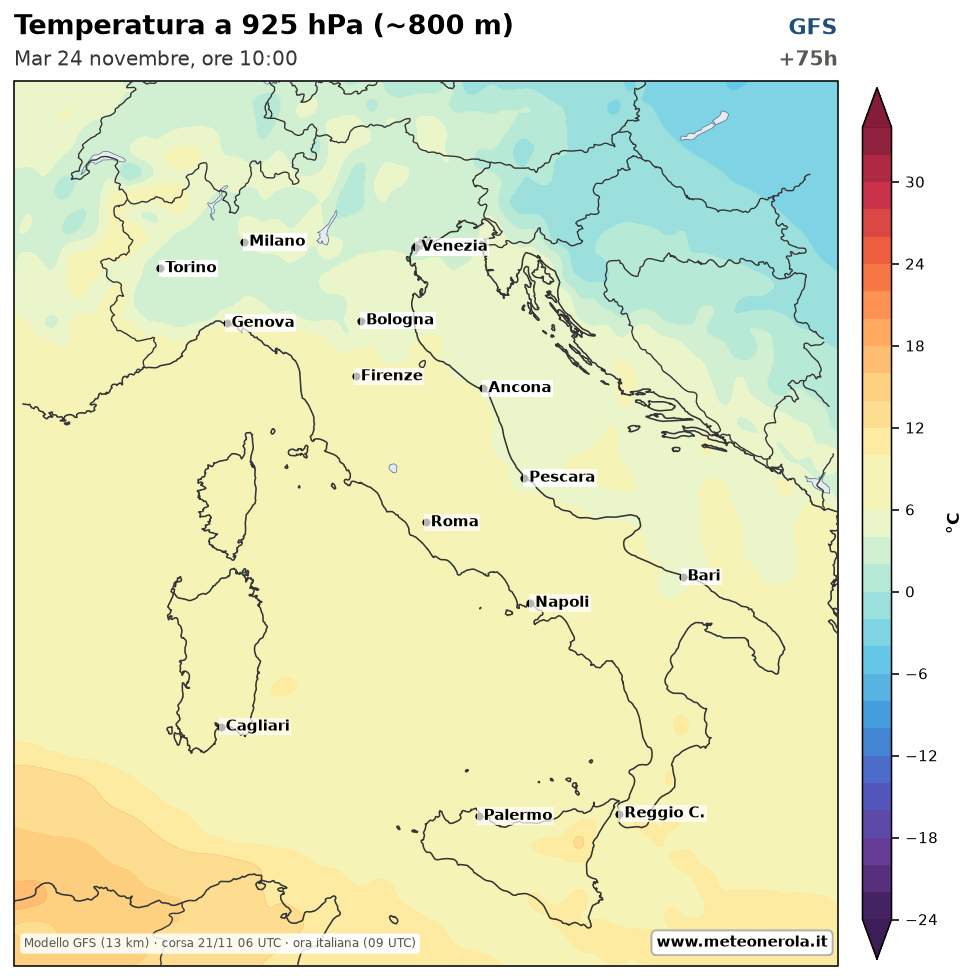 Temperatura a 925 hPa (~800 m)
GFS
Mar 24 novembre, ore 10:00
+75h
Milano
Venezia
Torino
Genova
Bologna
Firenze
Ancona
Pescara
Roma
Bari
Napoli
Cagliari
Palermo
Reggio C.
30
24
18
12
6
0
−6
−12
−18
−24
°C
Modello GFS (13 km) · corsa 21/11 06 UTC · ora italiana (09 UTC)
www.meteonerola.it